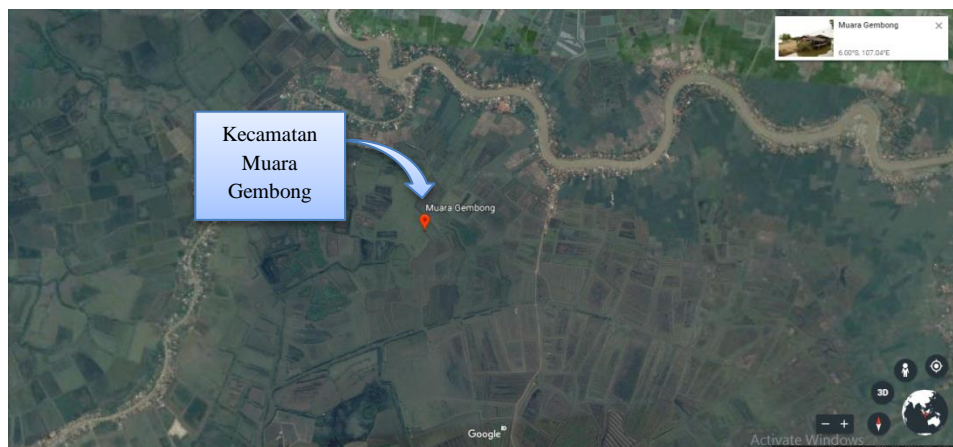 Muara Gembong
6.00°S, 107.04°E
Kecamatan
Muara
Gembong
Muara Gembong
3D
Google
Activate Windows